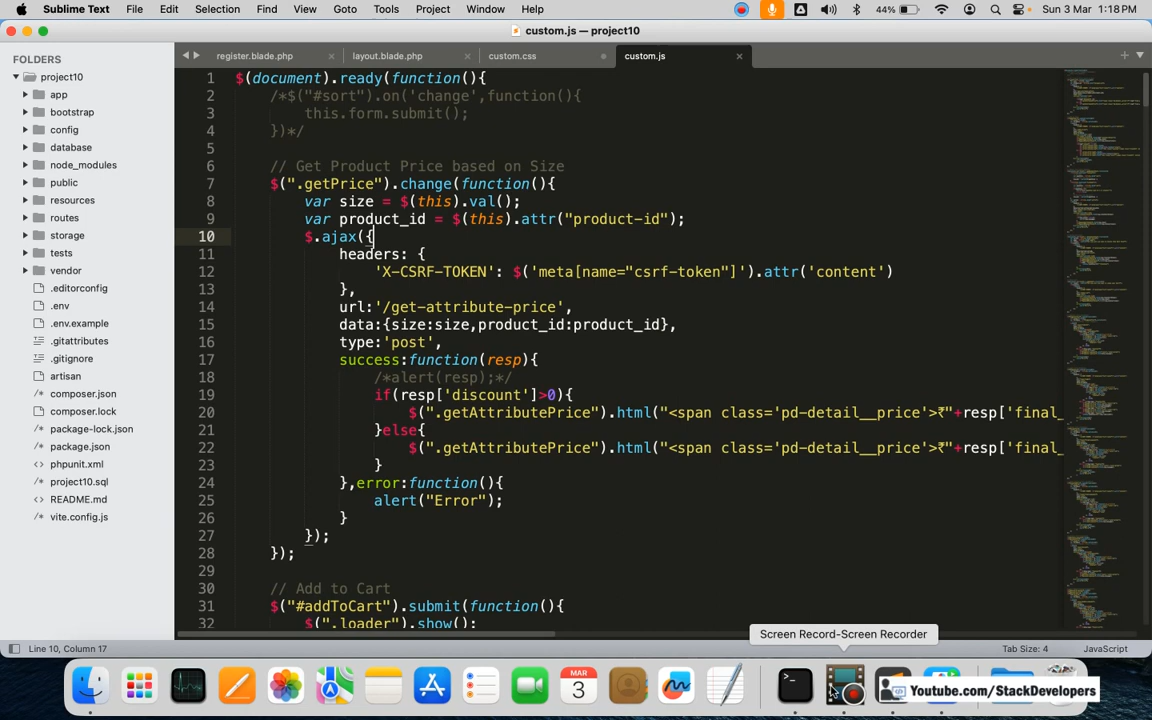 Sublime Text File Edit Selection Find View Goto Tools Project Window Help 44% Sun 3 Mar 1:18 PM
custom.js — project10
FOLDERS
project10
app
bootstrap
config
database
node_modules
public
resources
routes
storage
tests
vendor
.editorconfig
.env
.env.example
.gitattributes
.gitignore
artisan
composer.json
composer.lock
package-lock.json
package.json
phpunit.xml
project10.sql
README.md
vite.config.js
register.blade.php layout.blade.php custom.css custom.js
1 $(document).ready(function(){
2 /*$("#sort").on('change',function(){
3 this.form.submit();
4 })*/
5
6 // Get Product Price based on Size
7 $(".getPrice").change(function(){
8 var size = $(this).val();
9 var product_id = $(this).attr("product-id");
10 $.ajax({
11 headers: {
12 'X-CSRF-TOKEN': $('meta[name="csrf-token"]').attr('content')
13 },
14 url:'/get-attribute-price',
15 data:{size:size,product_id:product_id},
16 type:'post',
17 success:function(resp){
18 /*alert(resp);*/
19 if(resp['discount']>0){
20 $(".getAttributePrice").html("<span class='pd-detail__price'>₹"+resp['final_
21 }else{
22 $(".getAttributePrice").html("<span class='pd-detail__price'>₹"+resp['final_
23 }
24 },error:function(){
25 alert("Error");
26 }
27 });
28 });
29
30 // Add to Cart
31 $("#addToCart").submit(function(){
32 $(".loader").show();
Screen Record-Screen Recorder
Line 10, Column 17 Tab Size: 4 JavaScript
MAR
3
Youtube.com/StackDevelopers